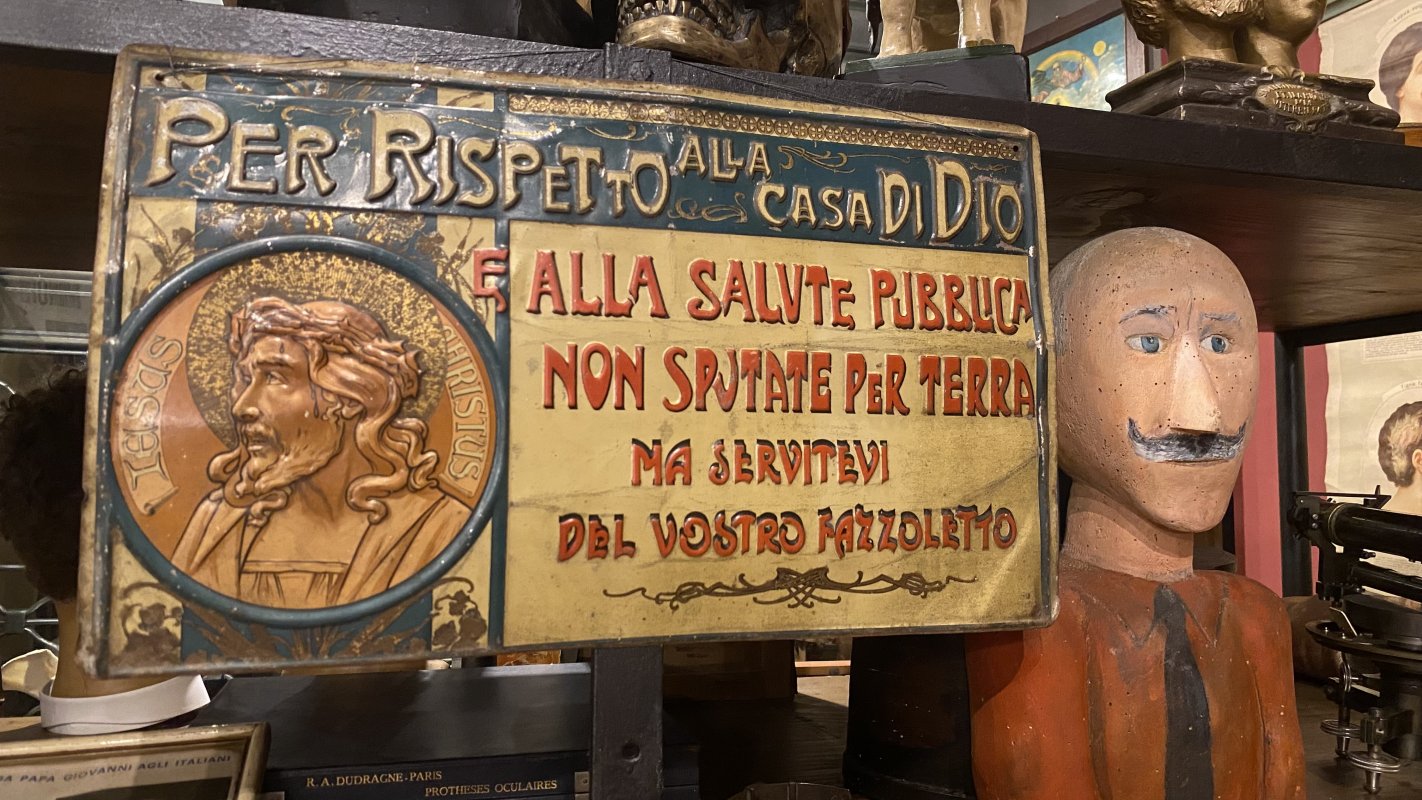 PER RISPETTO ALLA CASA DI DIO
E ALLA SALUTE PUBBLICA
NON SPUTATE PER TERRA
MA SERVITEVI
DEL VOSTRO FAZZOLETTO
IESUS
CHRISTUS
PAPA GIOVANNI AGLI ITALIANI
R. A. DUDRAGNE - PARIS
PROTHESES OCULAIRES